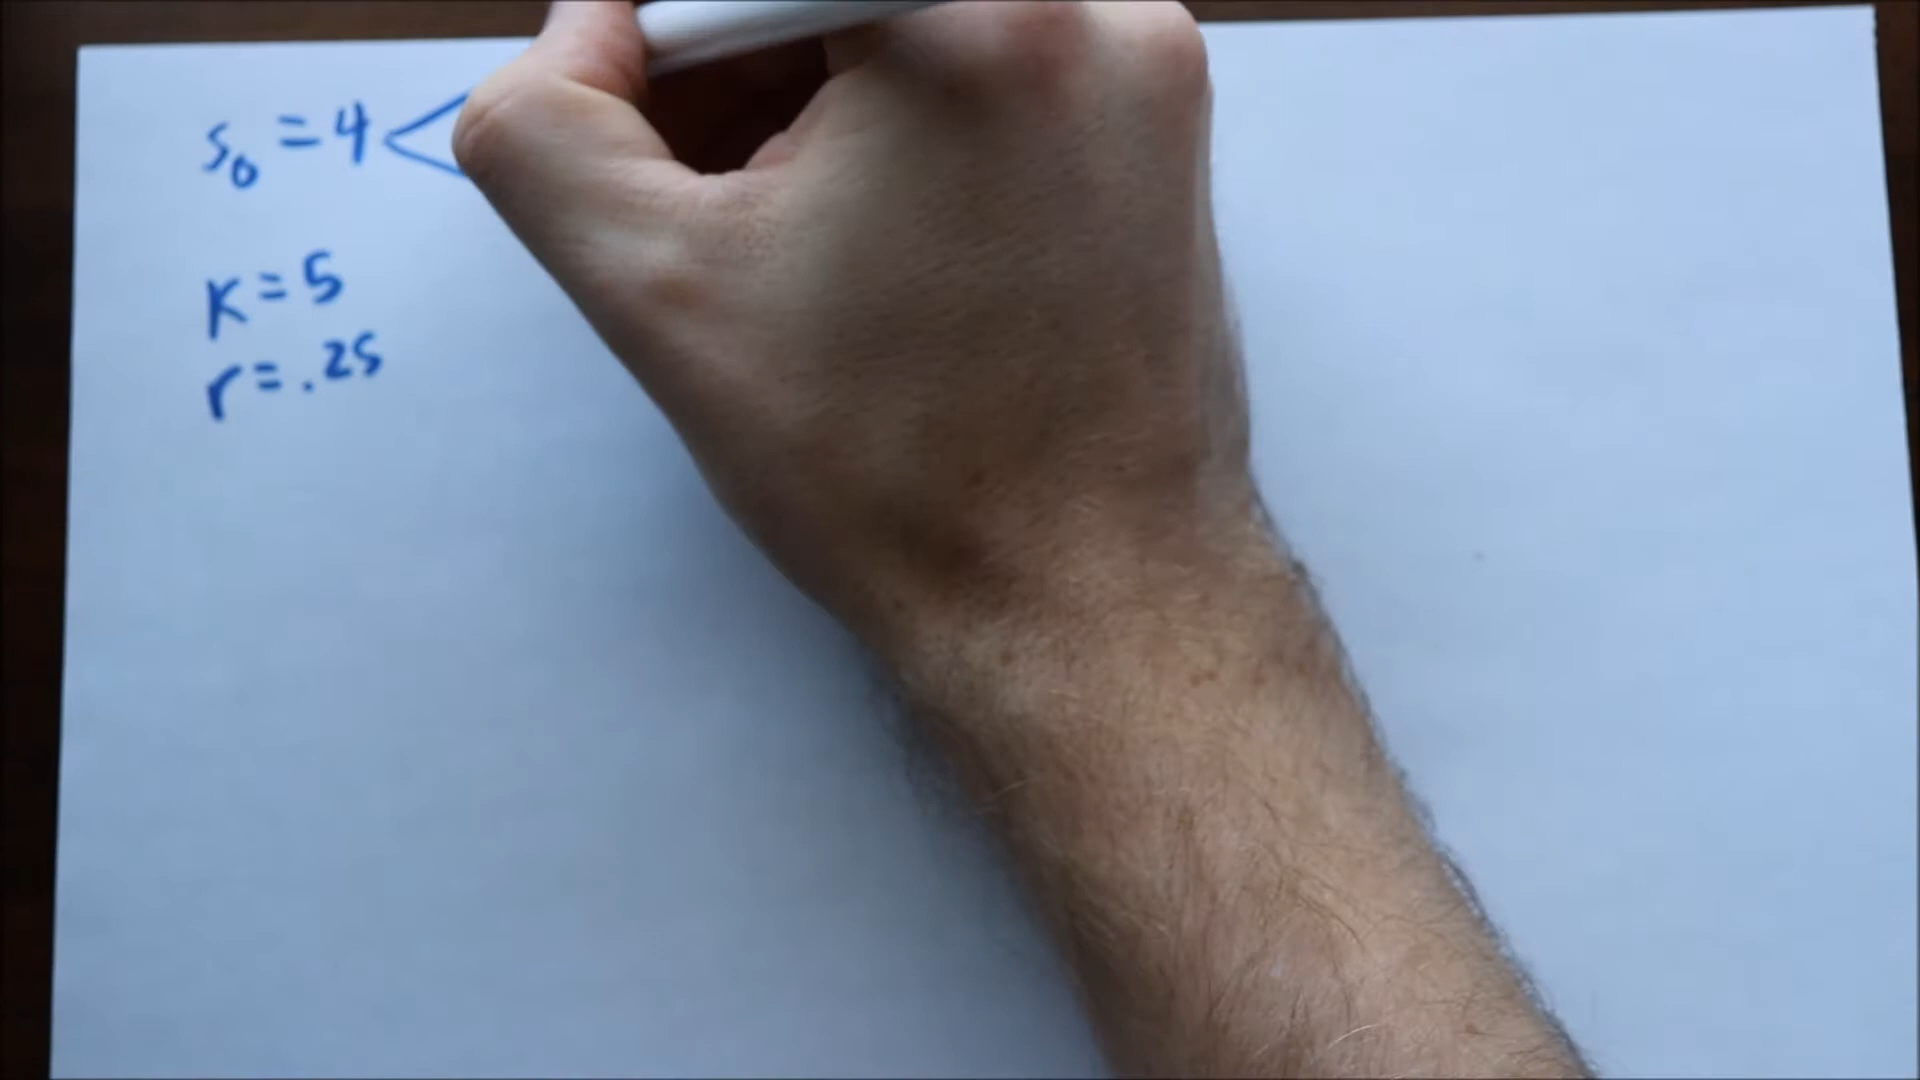 S₀ = 4
K = 5
r = .25